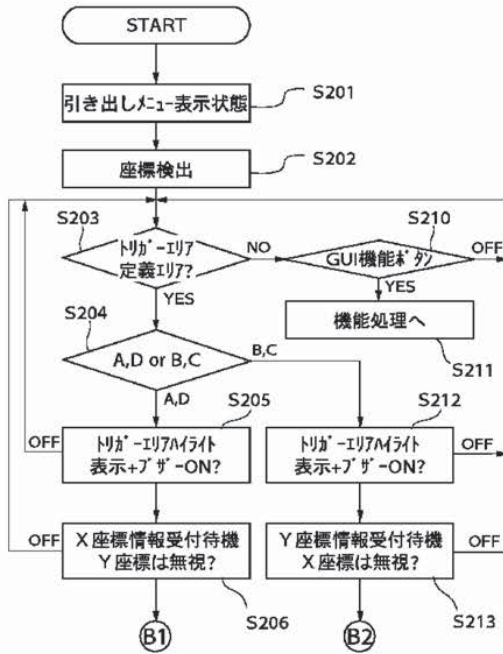 START
引き出しﾒﾆｭｰ表示状態
S201
座標検出
S202
S203
ﾄﾘｶﾞｰエリア
定義エリア?
NO
YES
S210
GUI機能ﾎﾞﾀﾝ
OFF
YES
機能処理へ
S211
S204
A,D or B,C
B,C
A,D
S205
OFF
ﾄﾘｶﾞｰエリアﾊｲﾗｲﾄ
表示+ﾌﾞｻﾞｰON?
S212
ﾄﾘｶﾞｰエリアﾊｲﾗｲﾄ
表示+ﾌﾞｻﾞｰON?
OFF
OFF
X座標情報受付待機
Y座標は無視?
S206
Y座標情報受付待機
X座標は無視?
OFF
S213
B1
B2